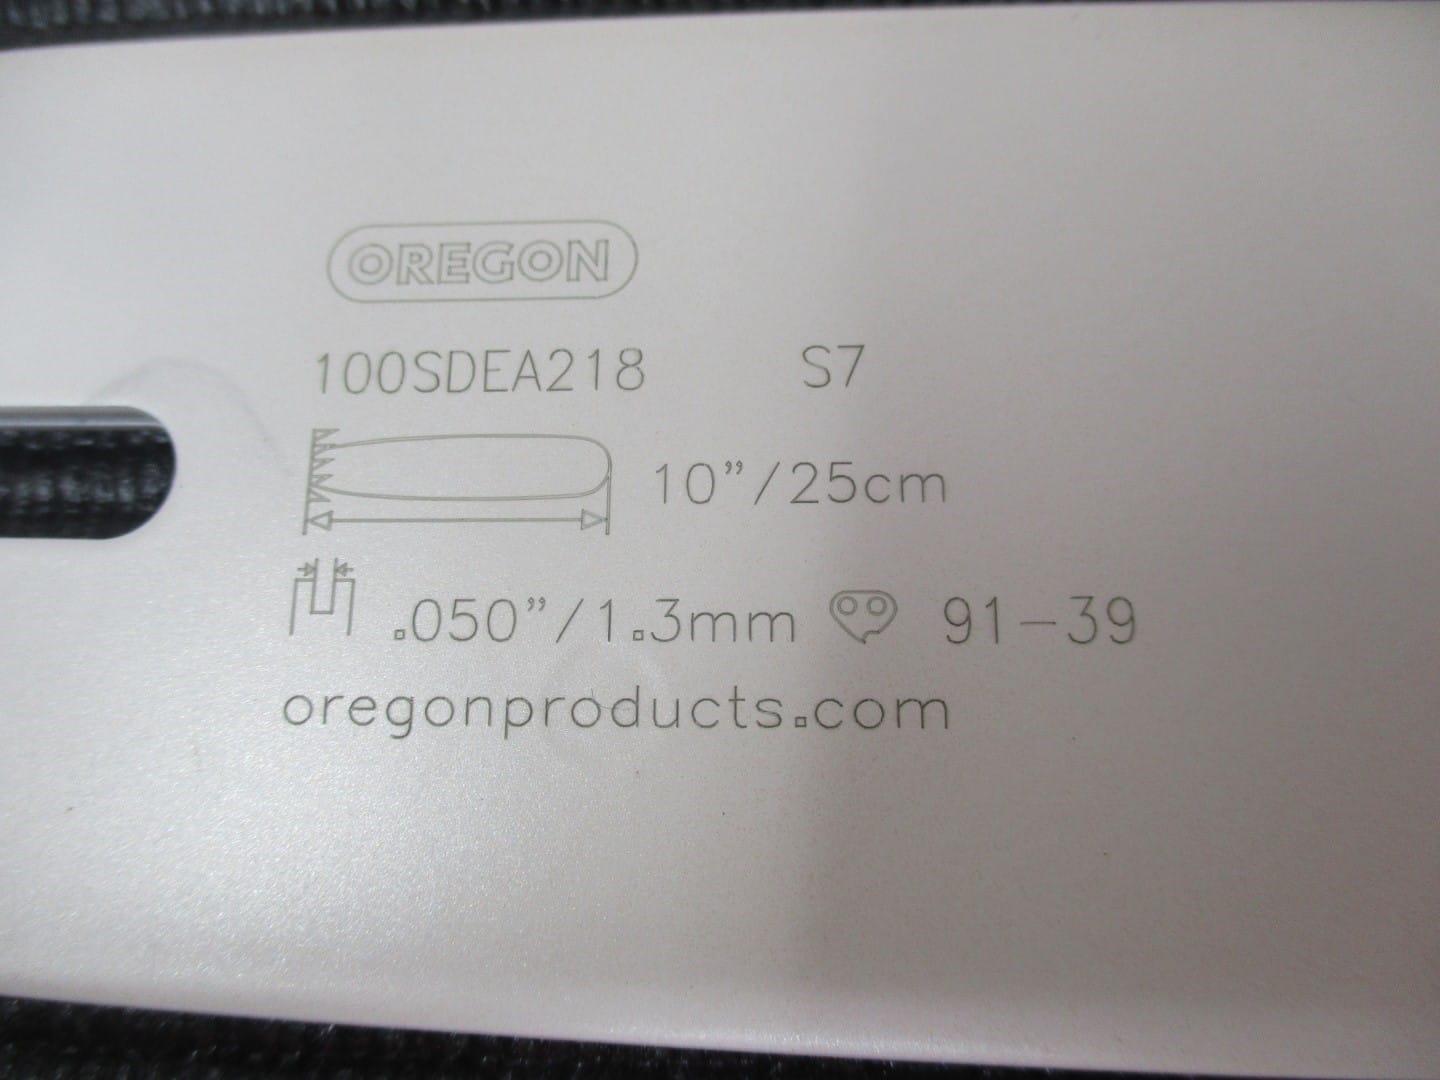 OREGON
100SDEA218 S7
10”/25cm
.050”/1.3mm 91-39
oregonproducts.com